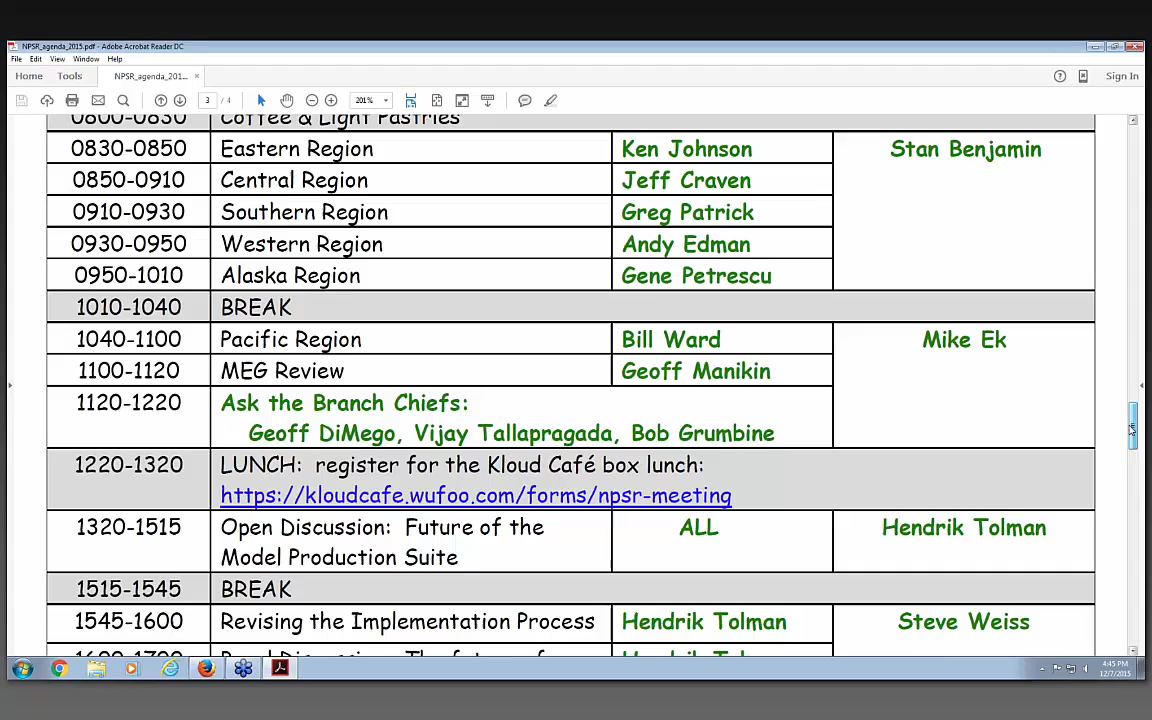 NPSR_agenda_2015.pdf - Adobe Acrobat Reader DC
File Edit View Window Help
Home Tools NPSR_agenda_201... × Sign In
3 / 4 201%
0800-0830 Coffee & Light Pastries
0830-0850 Eastern Region Ken Johnson Stan Benjamin
0850-0910 Central Region Jeff Craven
0910-0930 Southern Region Greg Patrick
0930-0950 Western Region Andy Edman
0950-1010 Alaska Region Gene Petrescu
1010-1040 BREAK
1040-1100 Pacific Region Bill Ward Mike Ek
1100-1120 MEG Review Geoff Manikin
1120-1220 Ask the Branch Chiefs:
Geoff DiMego, Vijay Tallapragada, Bob Grumbine
1220-1320 LUNCH: register for the Kloud Café box lunch:
https://kloudcafe.wufoo.com/forms/npsr-meeting
1320-1515 Open Discussion: Future of the ALL Hendrik Tolman
Model Production Suite
1515-1545 BREAK
1545-1600 Revising the Implementation Process Hendrik Tolman Steve Weiss
4:45 PM
12/7/2015